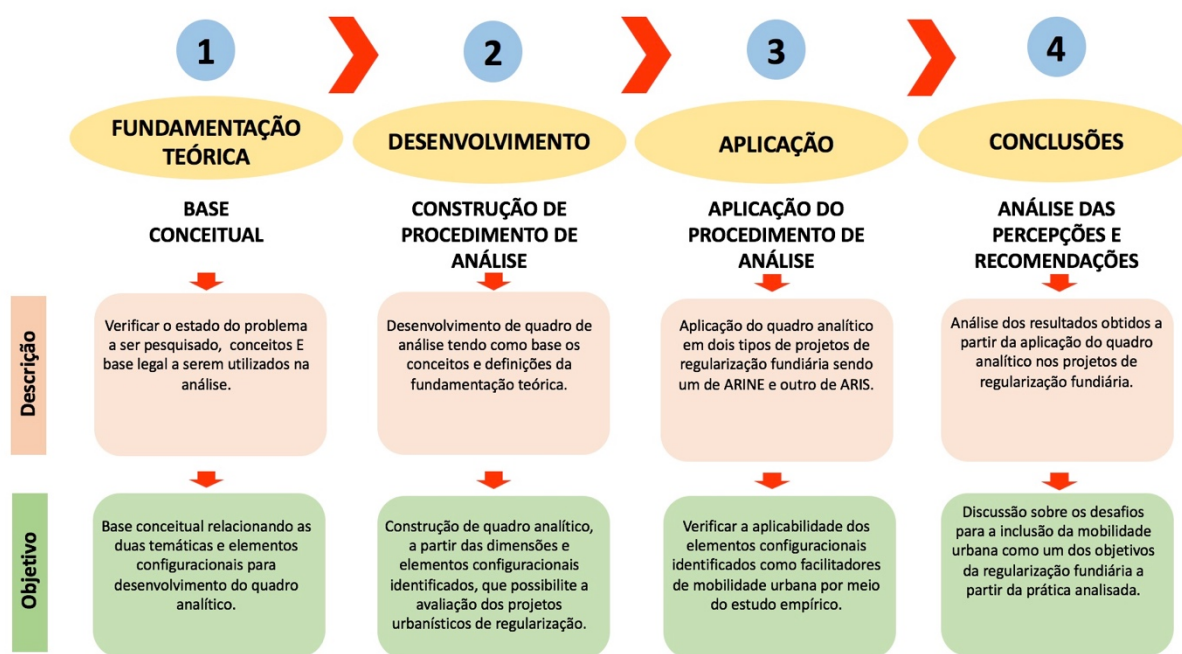 1
2
3
4
FUNDAMENTAÇÃO
TEÓRICA
DESENVOLVIMENTO
APLICAÇÃO
CONCLUSÕES
BASE
CONCEITUAL
CONSTRUÇÃO DE
PROCEDIMENTO DE
ANÁLISE
APLICAÇÃO DO
PROCEDIMENTO DE
ANÁLISE
ANÁLISE DAS
PERCEPÇÕES E
RECOMENDAÇÕES
Descrição
Verificar o estado do problema
a ser pesquisado, conceitos E
base legal a serem utilizados na
análise.
Desenvolvimento de quadro de
análise tendo como base os
conceitos e definições da
fundamentação teórica.
Aplicação do quadro analítico
em dois tipos de projetos de
regularização fundiária sendo
um de ARINE e outro de ARIS.
Análise dos resultados obtidos a
partir da aplicação do quadro
analítico nos projetos de
regularização fundiária.
Objetivo
Base conceitual relacionando as
duas temáticas e elementos
configuracionais para
desenvolvimento do quadro
analítico.
Construção de quadro analítico,
a partir das dimensões e
elementos configuracionais
identificados, que possibilite a
avaliação dos projetos
urbanísticos de regularização.
Verificar a aplicabilidade dos
elementos configuracionais
identificados como facilitadores
de mobilidade urbana por meio
do estudo empírico.
Discussão sobre os desafios
para a inclusão da mobilidade
urbana como um dos objetivos
da regularização fundiária a
partir da prática analisada.